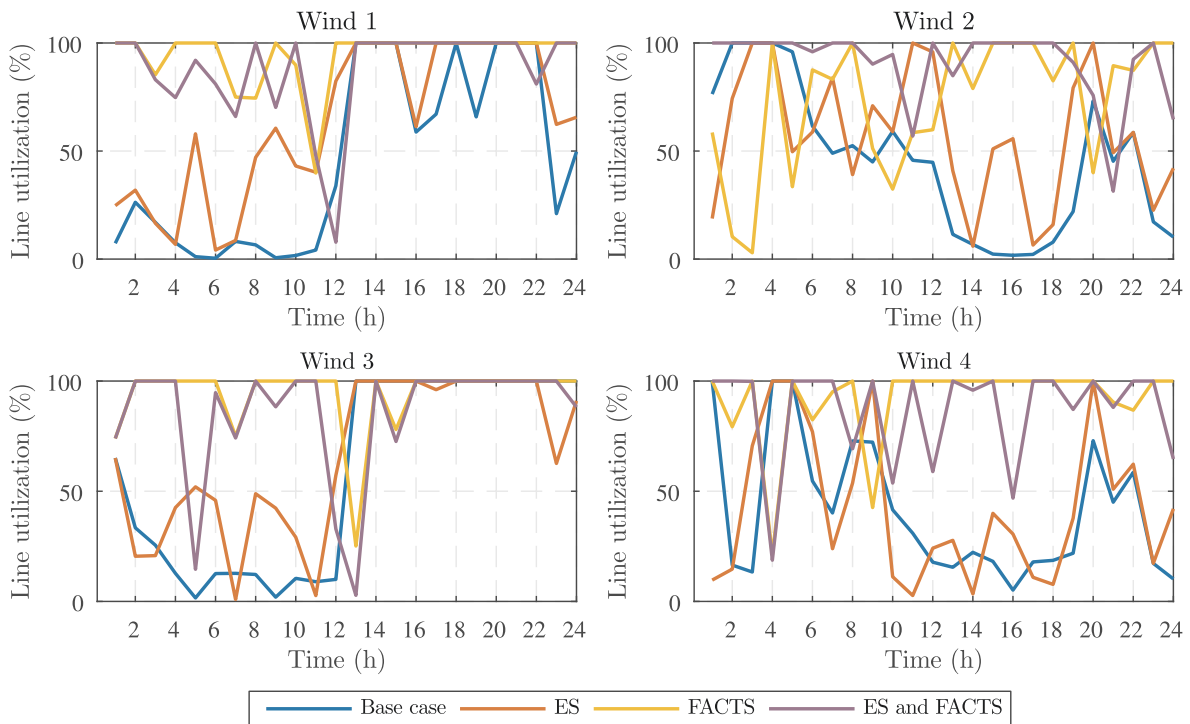 Wind 1
Wind 2
Line utilization (%)
100
50
0
2 4 6 8 10 12 14 16 18 20 22 24
Time (h)
Line utilization (%)
100
50
0
2 4 6 8 10 12 14 16 18 20 22 24
Time (h)
Wind 3
Wind 4
Line utilization (%)
100
50
0
2 4 6 8 10 12 14 16 18 20 22 24
Time (h)
Line utilization (%)
100
50
0
2 4 6 8 10 12 14 16 18 20 22 24
Time (h)
Base case ES FACTS ES and FACTS